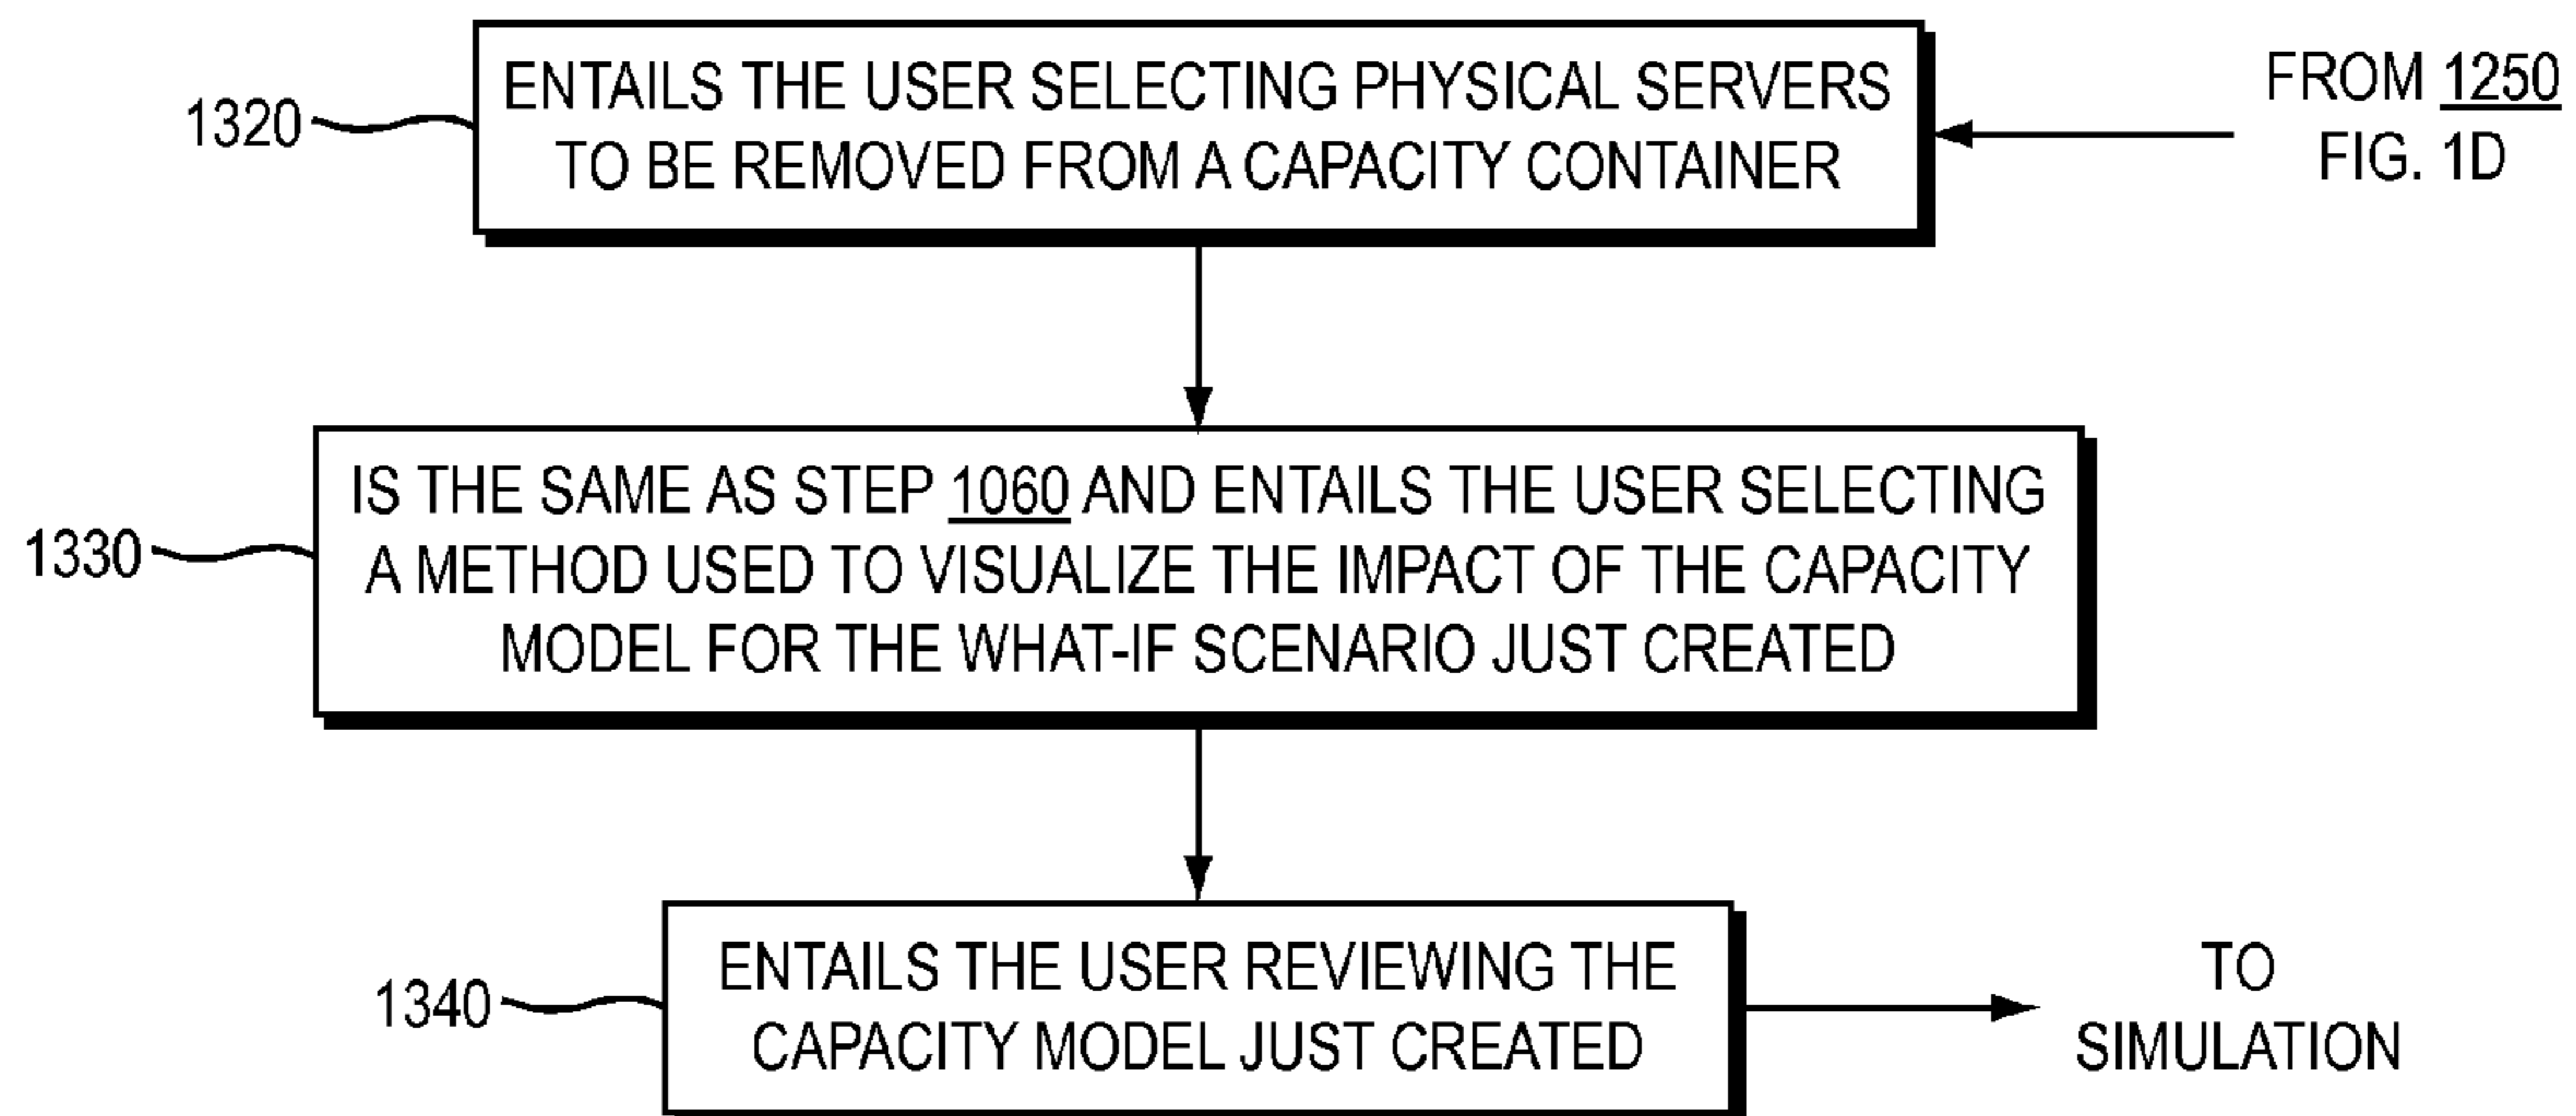 1320
ENTAILS THE USER SELECTING PHYSICAL SERVERS
TO BE REMOVED FROM A CAPACITY CONTAINER
FROM 1250
FIG. 1D
1330
IS THE SAME AS STEP 1060 AND ENTAILS THE USER SELECTING
A METHOD USED TO VISUALIZE THE IMPACT OF THE CAPACITY
MODEL FOR THE WHAT-IF SCENARIO JUST CREATED
1340
ENTAILS THE USER REVIEWING THE
CAPACITY MODEL JUST CREATED
TO
SIMULATION